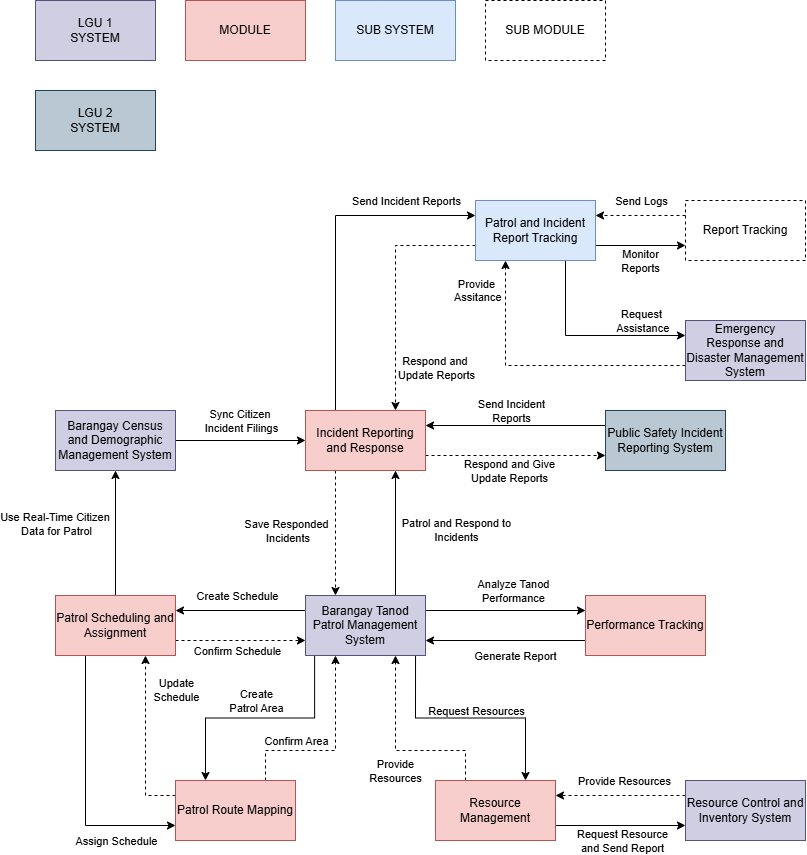 LGU 1
SYSTEM
MODULE
SUB SYSTEM
SUB MODULE
LGU 2
SYSTEM
Send Incident Reports
Send Logs
Patrol and Incident
Report Tracking
Report Tracking
Monitor
Reports
Provide
Assitance
Request
Assistance
Emergency
Response and
Disaster Management
System
Respond and
Update Reports
Sync Citizen
Incident Filings
Send Incident
Reports
Barangay Census
and Demographic
Management System
Incident Reporting
and Response
Public Safety Incident
Reporting System
Respond and Give
Update Reports
Use Real-Time Citizen
Data for Patrol
Save Responded
Incidents
Patrol and Respond to
Incidents
Create Schedule
Analyze Tanod
Performance
Patrol Scheduling and
Assignment
Barangay Tanod
Patrol Management
System
Performance Tracking
Confirm Schedule
Generate Report
Update
Schedule
Create
Patrol Area
Request Resources
Confirm Area
Provide
Resources
Provide Resources
Patrol Route Mapping
Resource
Management
Resource Control and
Inventory System
Assign Schedule
Request Resource
and Send Report